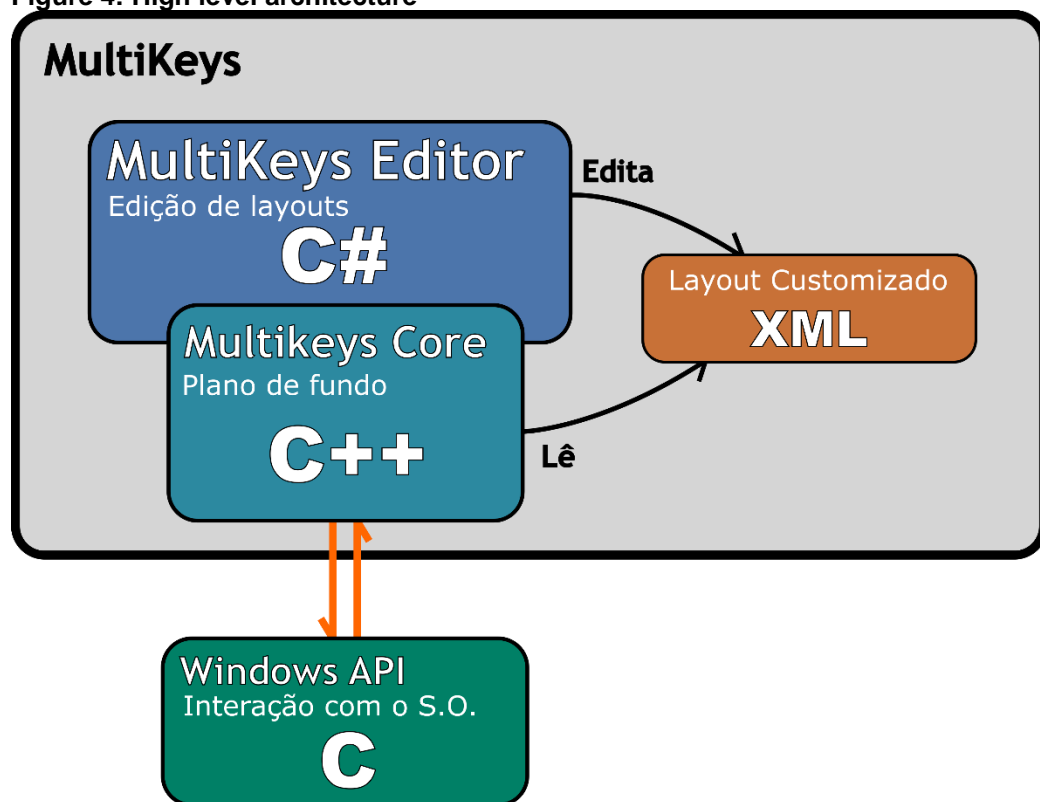 Figure 4. High-level architecture
MultiKeys
MultiKeys Editor
Edição de layouts
C#
Edita
Layout Customizado
XML
Multikeys Core
Plano de fundo
C++
Lê
Windows API
Interação com o S.O.
C